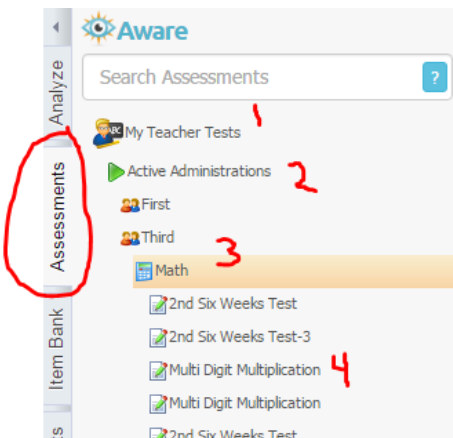 Aware
Search Assessments ?
1
My Teacher Tests
Active Administrations 2
First
Third
3
Math
2nd Six Weeks Test
2nd Six Weeks Test-3
Multi Digit Multiplication 4
Multi Digit Multiplication
2nd Six Weeks Test
Analyze
Assessments
Item Bank